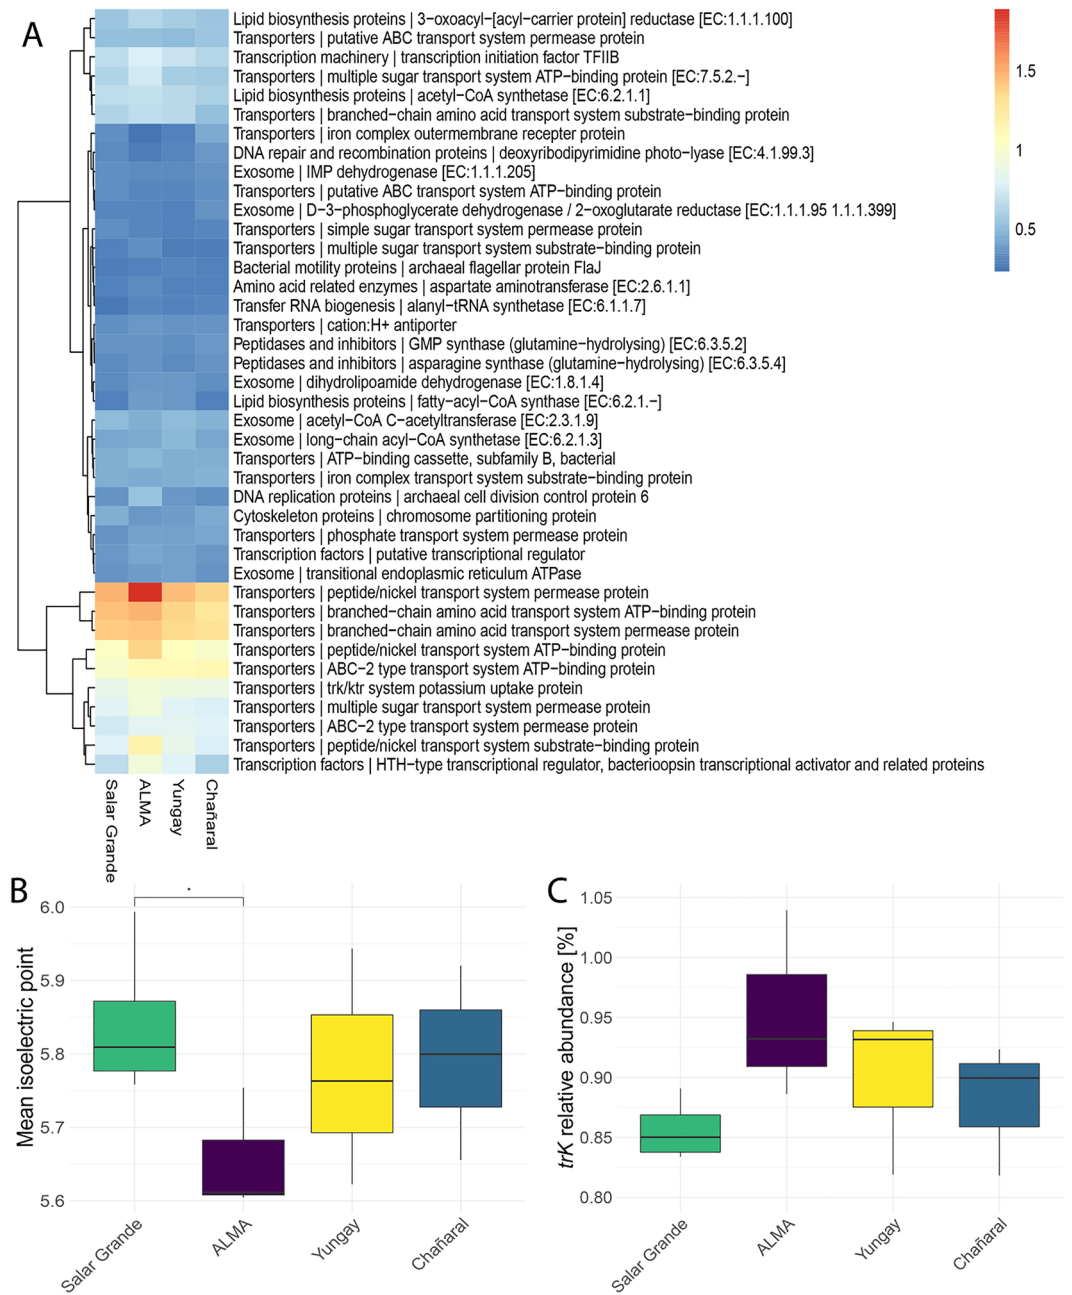 A
Lipid biosynthesis proteins | 3−oxoacyl−[acyl−carrier protein] reductase [EC:1.1.1.100]
Transporters | putative ABC transport system permease protein
Transcription machinery | transcription initiation factor TFIIB
Transporters | multiple sugar transport system ATP−binding protein [EC:7.5.2.−]
Lipid biosynthesis proteins | acetyl−CoA synthetase [EC:6.2.1.1]
Transporters | branched−chain amino acid transport system substrate−binding protein
Transporters | iron complex outermembrane recepter protein
DNA repair and recombination proteins | deoxyribodipyrimidine photo−lyase [EC:4.1.99.3]
Exosome | IMP dehydrogenase [EC:1.1.1.205]
Transporters | putative ABC transport system ATP−binding protein
Exosome | D−3−phosphoglycerate dehydrogenase / 2−oxoglutarate reductase [EC:1.1.1.95 1.1.1.399]
Transporters | simple sugar transport system permease protein
Transporters | multiple sugar transport system substrate−binding protein
Bacterial motility proteins | archaeal flagellar protein FlaJ
Amino acid related enzymes | aspartate aminotransferase [EC:2.6.1.1]
Transfer RNA biogenesis | alanyl−tRNA synthetase [EC:6.1.1.7]
Transporters | cation:H+ antiporter
Peptidases and inhibitors | GMP synthase (glutamine−hydrolysing) [EC:6.3.5.2]
Peptidases and inhibitors | asparagine synthase (glutamine−hydrolysing) [EC:6.3.5.4]
Exosome | dihydrolipoamide dehydrogenase [EC:1.8.1.4]
Lipid biosynthesis proteins | fatty−acyl−CoA synthase [EC:6.2.1.−]
Exosome | acetyl−CoA C−acetyltransferase [EC:2.3.1.9]
Exosome | long−chain acyl−CoA synthetase [EC:6.2.1.3]
Transporters | ATP−binding cassette, subfamily B, bacterial
Transporters | iron complex transport system substrate−binding protein
DNA replication proteins | archaeal cell division control protein 6
Cytoskeleton proteins | chromosome partitioning protein
Transporters | phosphate transport system permease protein
Transcription factors | putative transcriptional regulator
Exosome | transitional endoplasmic reticulum ATPase
Transporters | peptide/nickel transport system permease protein
Transporters | branched−chain amino acid transport system ATP−binding protein
Transporters | branched−chain amino acid transport system permease protein
Transporters | peptide/nickel transport system ATP−binding protein
Transporters | ABC−2 type transport system ATP−binding protein
Transporters | trk/ktr system potassium uptake protein
Transporters | multiple sugar transport system permease protein
Transporters | ABC−2 type transport system permease protein
Transporters | peptide/nickel transport system substrate−binding protein
Transcription factors | HTH−type transcriptional regulator, bacterioopsin transcriptional activator and related proteins
1.5
1
0.5
Salar Grande
ALMA
Yungay
Chañaral
B
*
Mean isoelectric point
6.0
5.9
5.8
5.7
5.6
Salar Grande
ALMA
Yungay
Chañaral
C
trK relative abundance [%]
1.05
1.00
0.95
0.90
0.85
0.80
Salar Grande
ALMA
Yungay
Chañaral